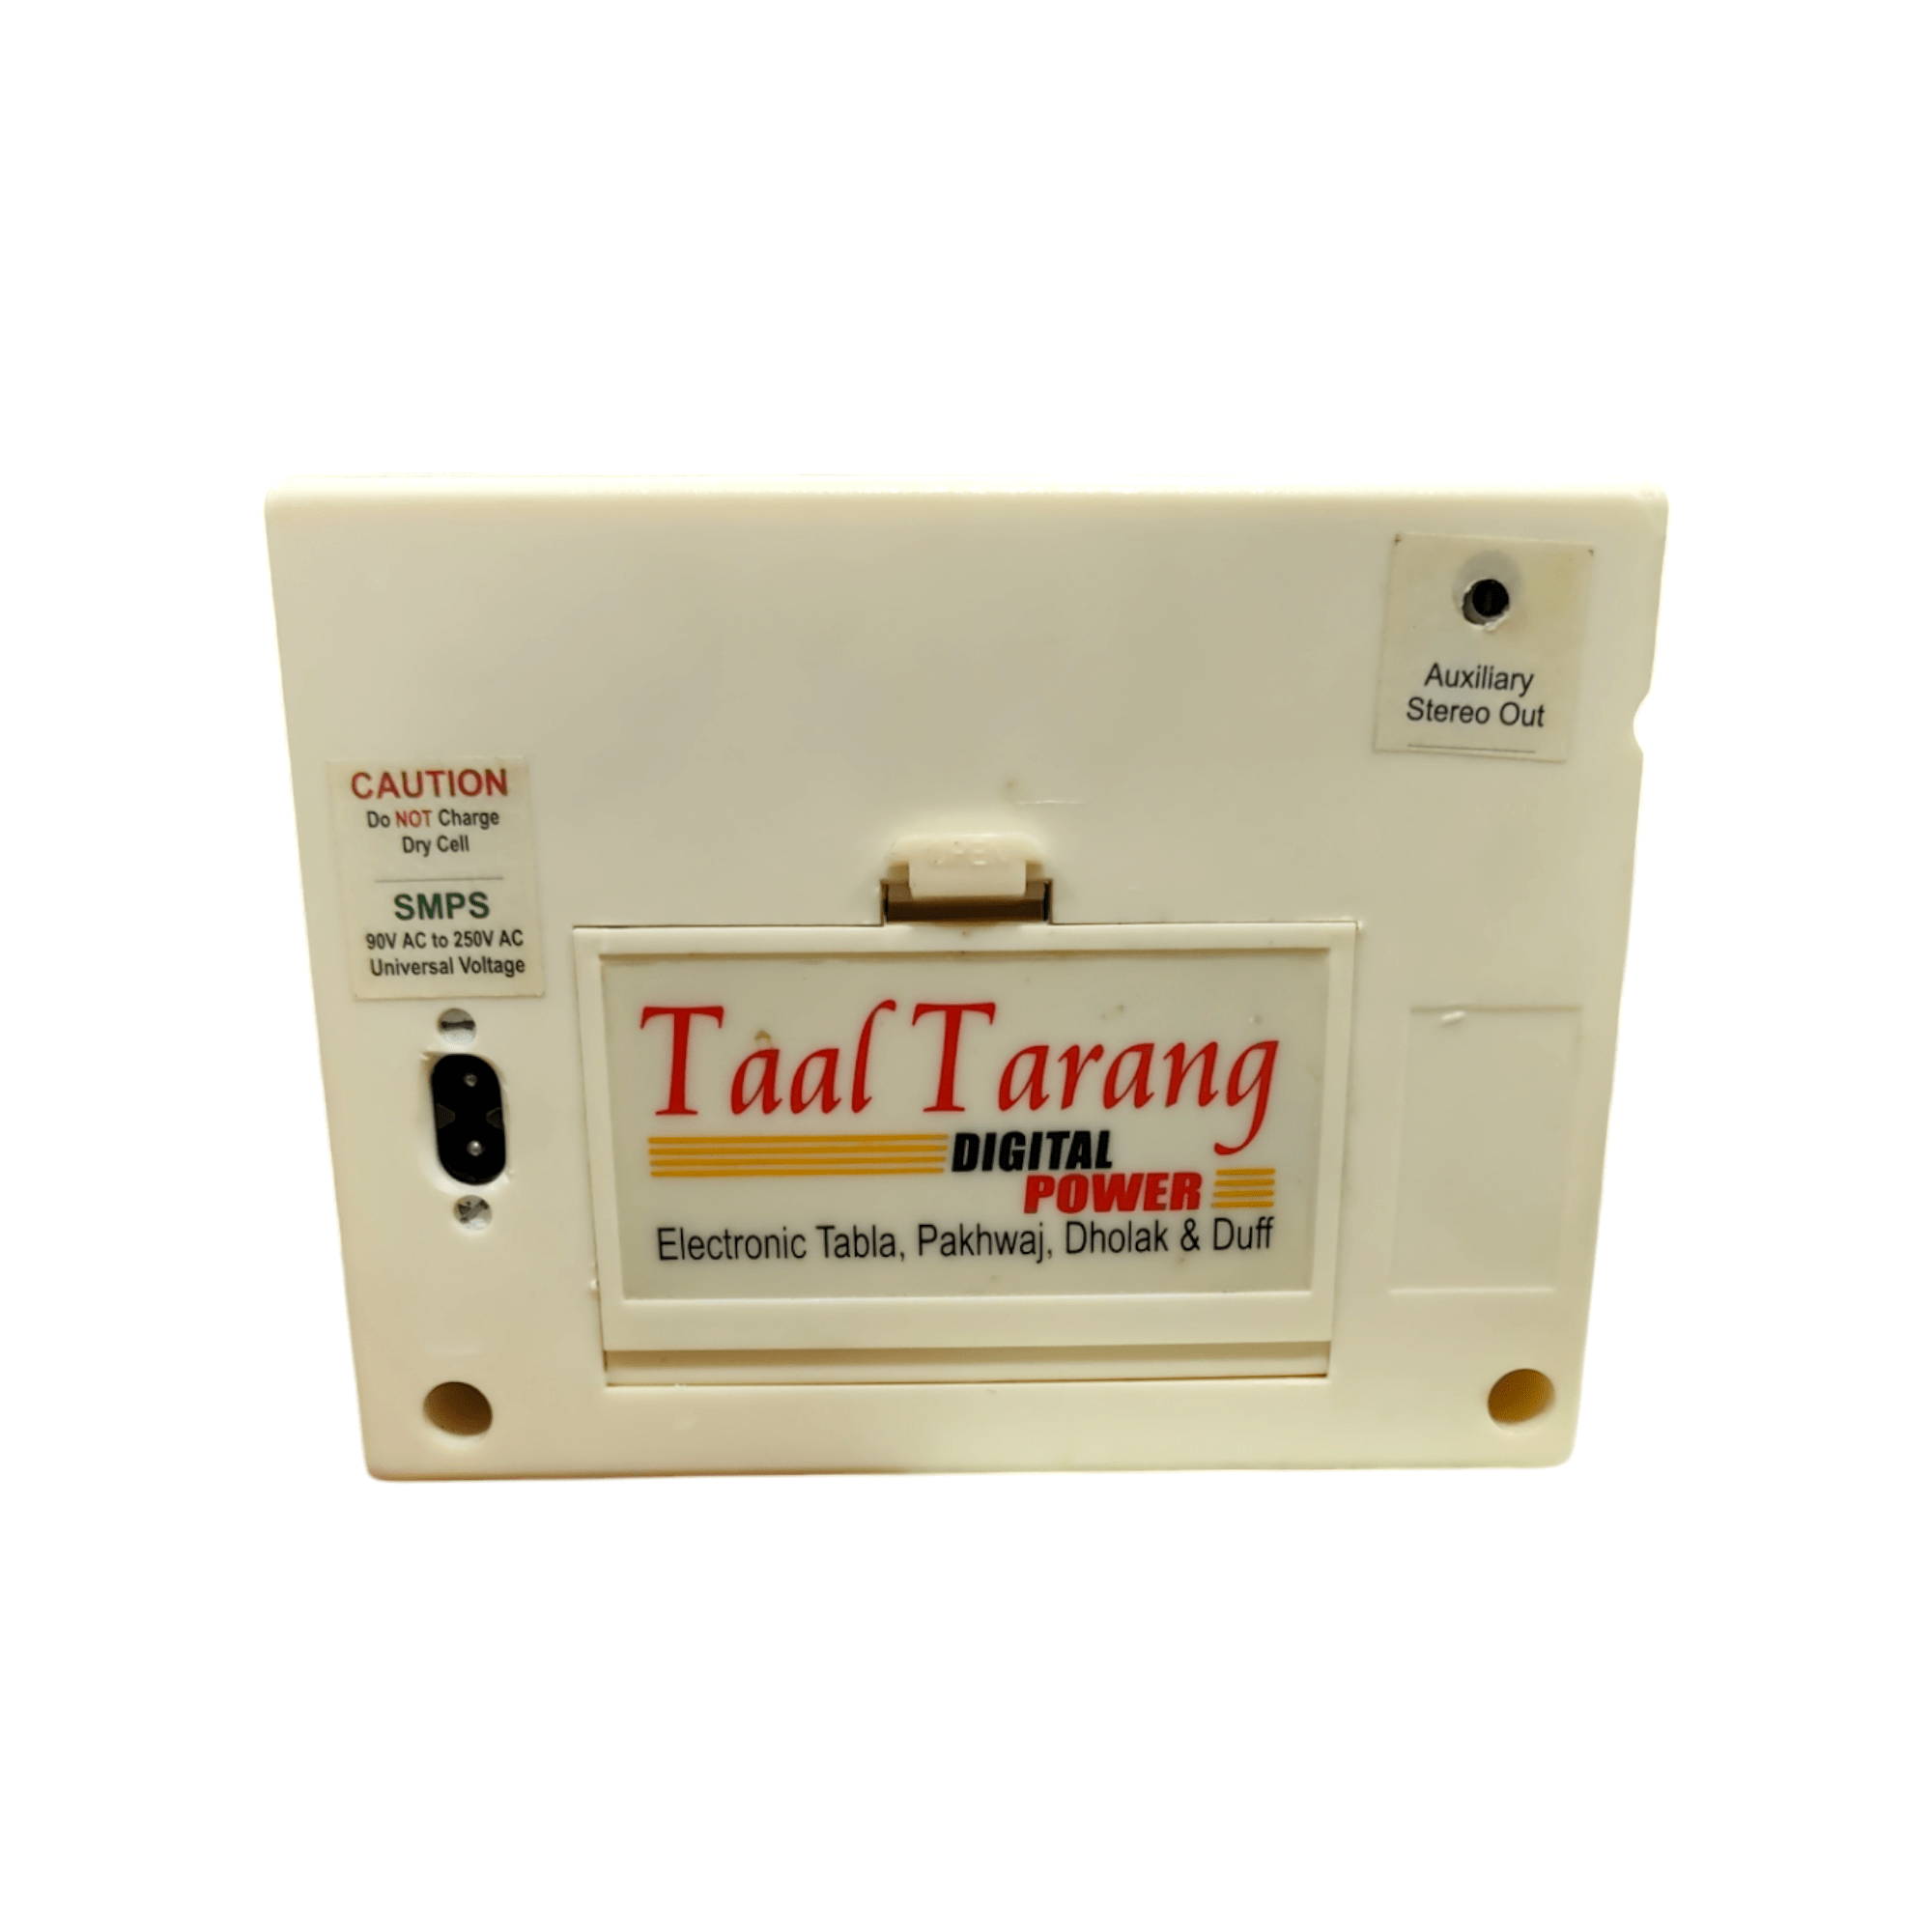 Auxiliary
Stereo Out
CAUTION
Do NOT Charge
Dry Cell
SMPS
90V AC to 250V AC
Universal Voltage
OPEN
Taal Tarang
DIGITAL
POWER
Electronic Tabla, Pakhwaj, Dholak & Duff